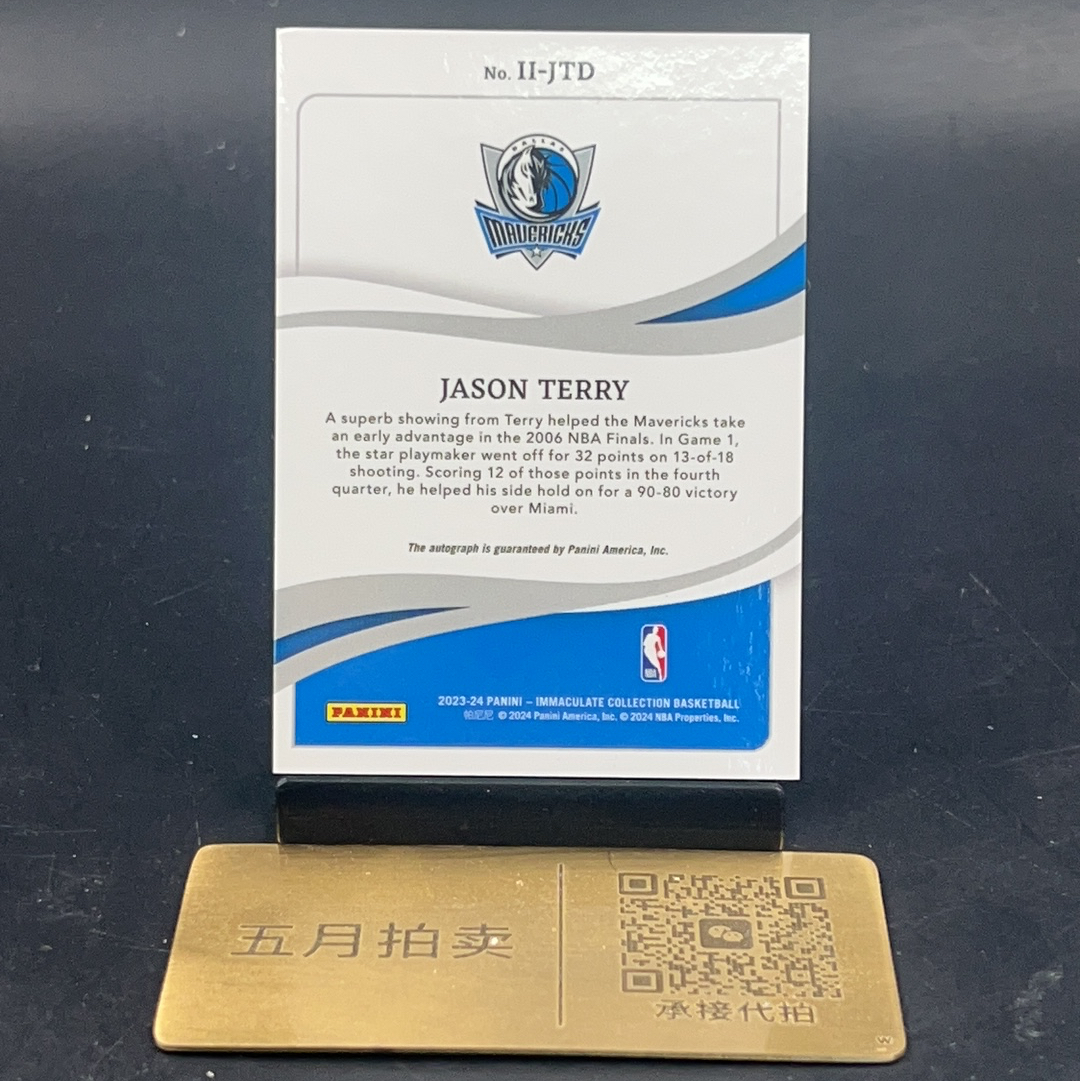 No. II-JTD
DALLAS
MAVERICKS
JASON TERRY
A superb showing from Terry helped the Mavericks take
an early advantage in the 2006 NBA Finals. In Game 1,
the star playmaker went off for 32 points on 13-of-18
shooting. Scoring 12 of those points in the fourth
quarter, he helped his side hold on for a 90-80 victory
over Miami.
The autograph is guaranteed by Panini America, Inc.
NBA
PANINI
2023-24 PANINI – IMMACULATE COLLECTION BASKETBALL
帕尼尼 © 2024 Panini America, Inc. © 2024 NBA Properties, Inc.
五月拍卖
承接代拍
W